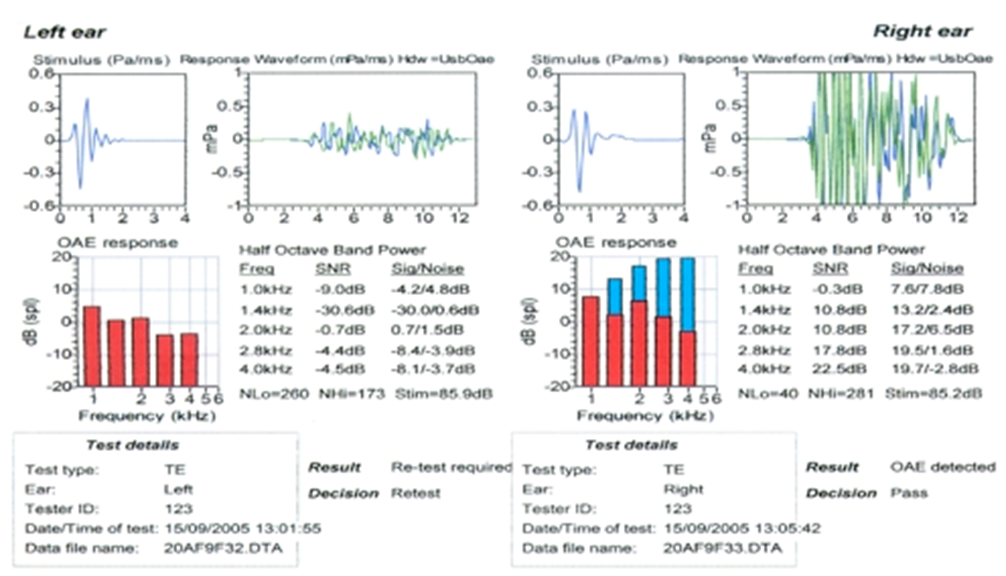 Left ear
Right ear
Stimulus (Pa/ms) Response Waveform (mPa/ms) Hdw =UsbOae
0.6
0.3
0
-0.3
-0.6
0 1 2 3 4
mPa
1
0.5
0
-0.5
-1
0 2 4 6 8 10 12
OAE response
dB (spl)
20
10
0
-10
-20
1 2 3 4 5 6
Frequency (kHz)
Half Octave Band Power
Freq SNR Sig/Noise
1.0kHz -9.0dB -4.2/4.8dB
1.4kHz -30.6dB -30.0/0.6dB
2.0kHz -0.7dB 0.7/1.5dB
2.8kHz -4.4dB -8.4/-3.9dB
4.0kHz -4.5dB -8.1/-3.7dB
NLo=260 NHi=173 Stim=85.9dB
Test details
Test type: TE
Ear: Left
Tester ID: 123
Date/Time of test: 15/09/2005 13:01:55
Data file name: 20AF9F32.DTA
Result Re-test required
Decision Retest
Stimulus (Pa/ms) Response Waveform (mPa/ms) Hdw =UsbOae
0.6
0.3
0
-0.3
-0.6
0 1 2 3 4
mPa
1
0.5
0
-0.5
-1
0 2 4 6 8 10 12
OAE response
dB (spl)
20
10
0
-10
-20
1 2 3 4 5 6
Frequency (kHz)
Half Octave Band Power
Freq SNR Sig/Noise
1.0kHz -0.3dB 7.6/7.8dB
1.4kHz 10.8dB 13.2/2.4dB
2.0kHz 10.8dB 17.2/6.5dB
2.8kHz 17.8dB 19.5/1.6dB
4.0kHz 22.5dB 19.7/-2.8dB
NLo=40 NHi=281 Stim=85.2dB
Test details
Test type: TE
Ear: Right
Tester ID: 123
Date/Time of test: 15/09/2005 13:05:42
Data file name: 20AF9F33.DTA
Result OAE detected
Decision Pass